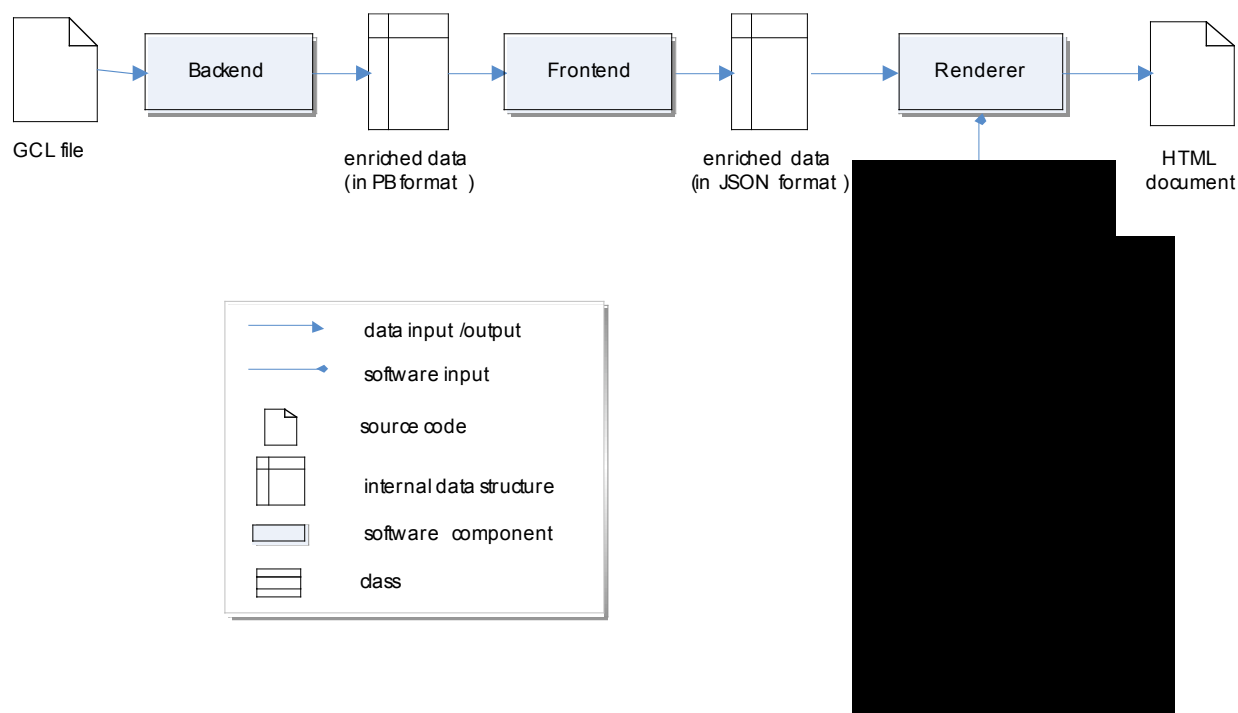 Backend
Frontend
Renderer
GCL file
enriched data
(in PB format )
enriched data
(in JSON format )
HTML
document
data input /output
software input
source code
internal data structure
software component
class